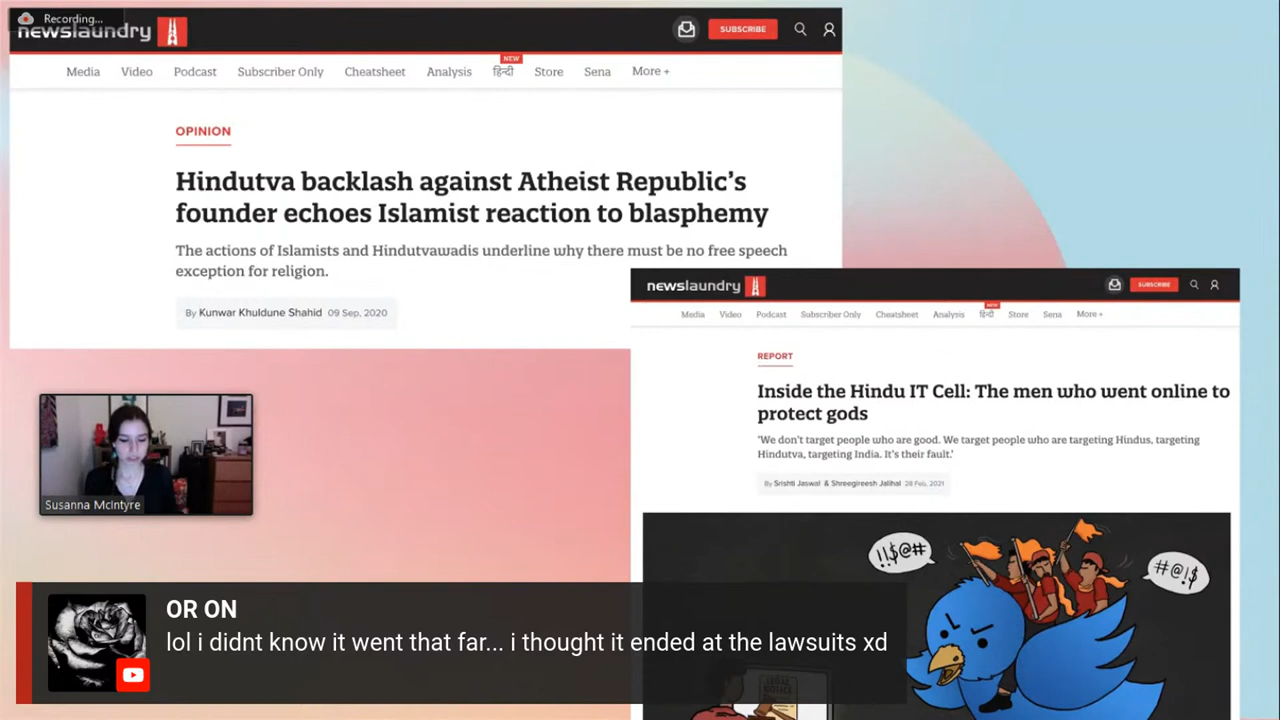 Recording...
newslaundry
SUBSCRIBE
NEW
Media Video Podcast Subscriber Only Cheatsheet Analysis हिन्दी Store Sena More +
OPINION
Hindutva backlash against Atheist Republic's
founder echoes Islamist reaction to blasphemy
The actions of Islamists and Hindutvawadis underline why there must be no free speech
exception for religion.
By Kunwar Khuldune Shahid 09 Sep, 2020
newslaundry
SUBSCRIBE
NEW
Media Video Podcast Subscriber Only Cheatsheet Analysis हिन्दी Store Sena More +
REPORT
Inside the Hindu IT Cell: The men who went online to
protect gods
'We don't target people who are good. We target people who are targeting Hindus, targeting
Hindutva, targeting India. It's their fault.'
By Srishti Jaswal & Shreegireesh Jalihal 28 Feb, 2021
!!$@#
#@!$
LEGAL
NOTICE
Susanna McIntyre
OR ON
lol i didnt know it went that far... i thought it ended at the lawsuits xd